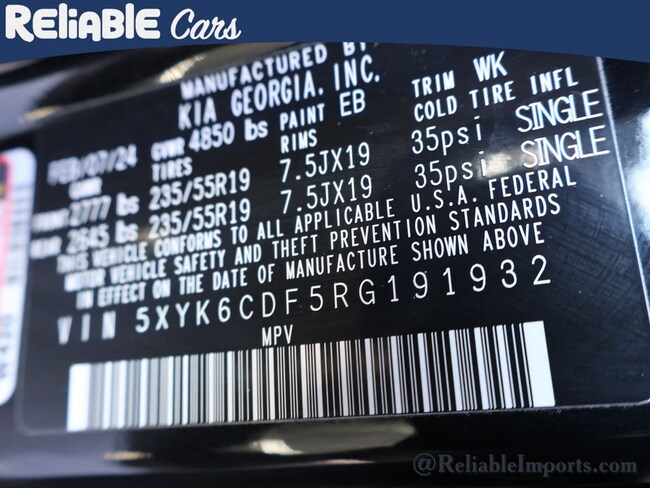 Reliable Cars
MANUFACTURED BY
KIA GEORGIA. INC.
FEB/07/24 GVWR 4850 lbs PAINT EB TRIM WK
GAWR TIRES RIMS COLD TIRE INFL
FRONT 2777 lbs 235/55R19 7.5JX19 35psi SINGLE
REAR 2645 lbs 235/55R19 7.5JX19 35psi SINGLE
THIS VEHICLE CONFORMS TO ALL APPLICABLE U.S.A. FEDERAL
MOTOR VEHICLE SAFETY AND THEFT PREVENTION STANDARDS
IN EFFECT ON THE DATE OF MANUFACTURE SHOWN ABOVE
VIN 5XYK6CDF5RG191932
MPV
@ReliableImports.com